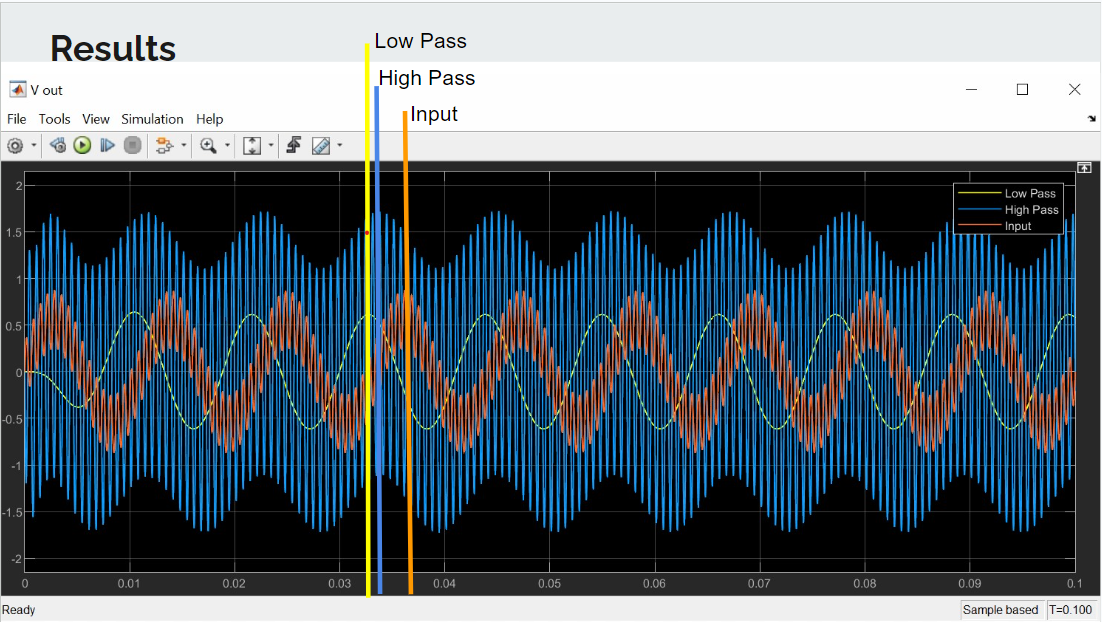 Results
Low Pass
High Pass
Input
V out
File Tools View Simulation Help
Low Pass
High Pass
Input
2
1.5
1
0.5
0
-0.5
-1
-1.5
-2
0 0.01 0.02 0.03 0.04 0.05 0.06 0.07 0.08 0.09 0.1
Ready Sample based T=0.100